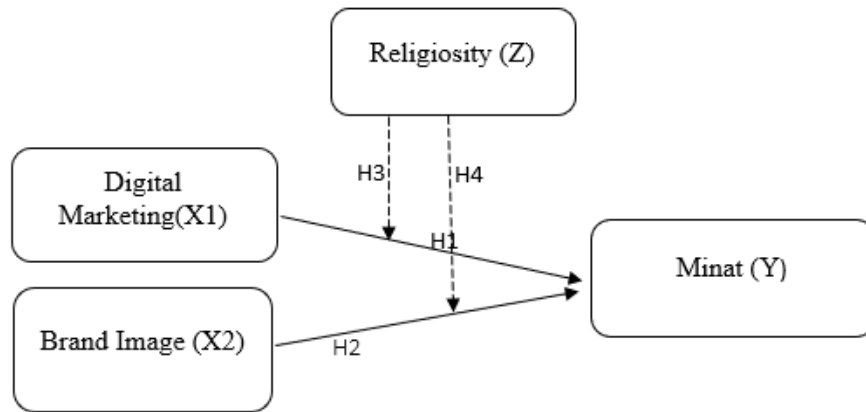 Religiosity (Z)
H3
H4
Digital
Marketing(X1)
H1
Minat (Y)
Brand Image (X2)
H2